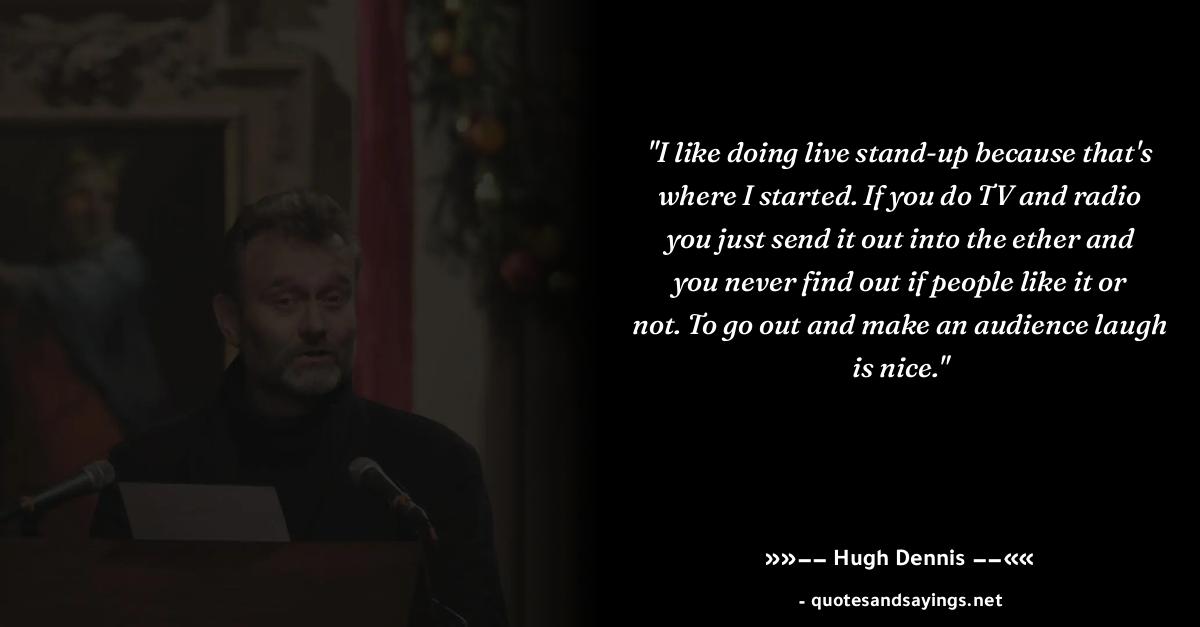 "I like doing live stand-up because that's
where I started. If you do TV and radio
you just send it out into the ether and
you never find out if people like it or
not. To go out and make an audience laugh
is nice."
»»−− Hugh Dennis −−««
- quotesandsayings.net